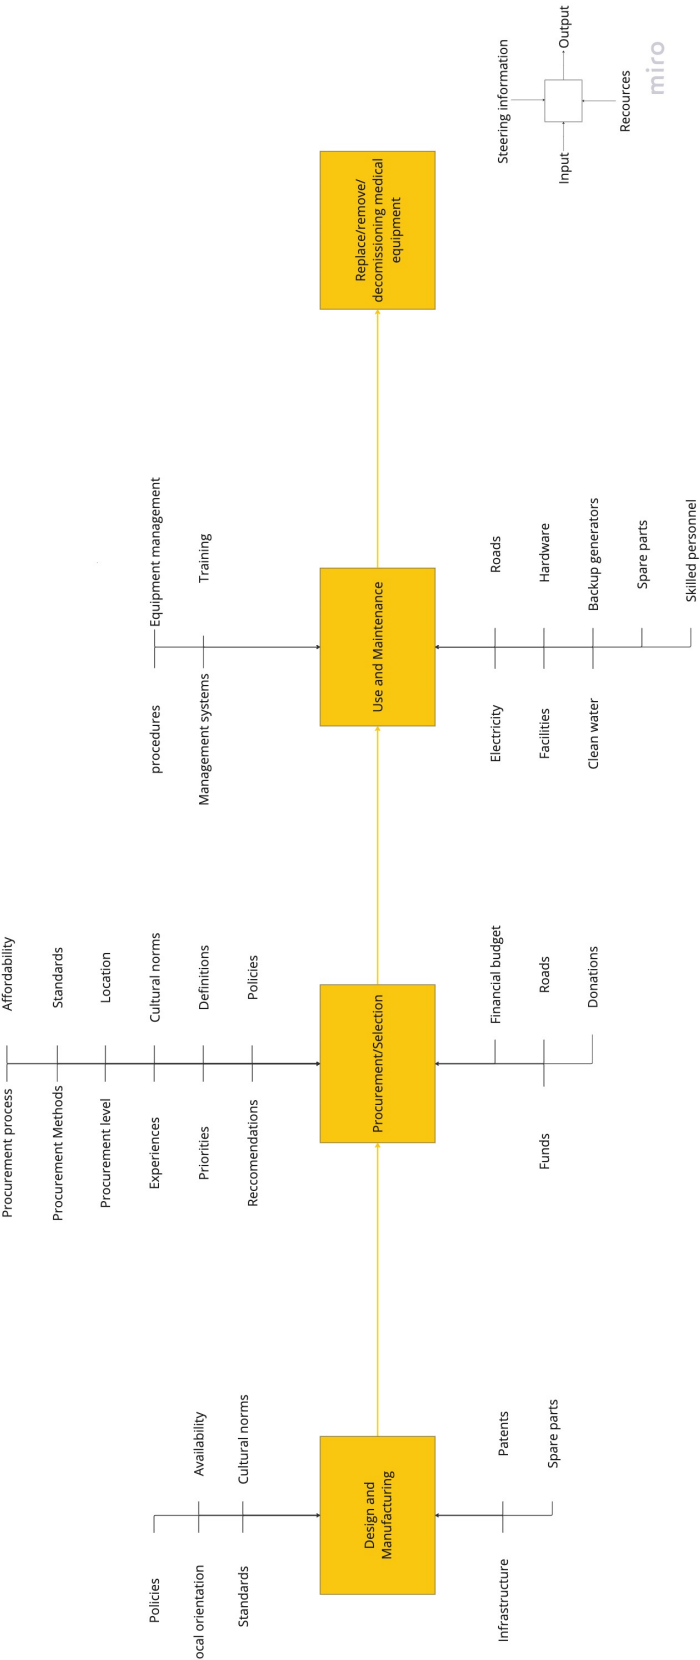 Policies
ocal orientation
Availability
Standards
Cultural norms
Design and
Manufacturing
Infrastructure
Patents
Spare parts
Procurement process
Affordability
Procurement Methods
Standards
Procurement level
Location
Experiences
Cultural norms
Priorities
Definitions
Reccomendations
Policies
Procurement/Selection
Financial budget
Funds
Roads
Donations
procedures
Equipment management
Management systems
Training
Use and Maintenance
Electricity
Roads
Facilities
Hardware
Clean water
Backup generators
Spare parts
Skilled personnel
Replace/remove/
decomissioning medical
equipment
Steering information
Input
Output
Recources
miro